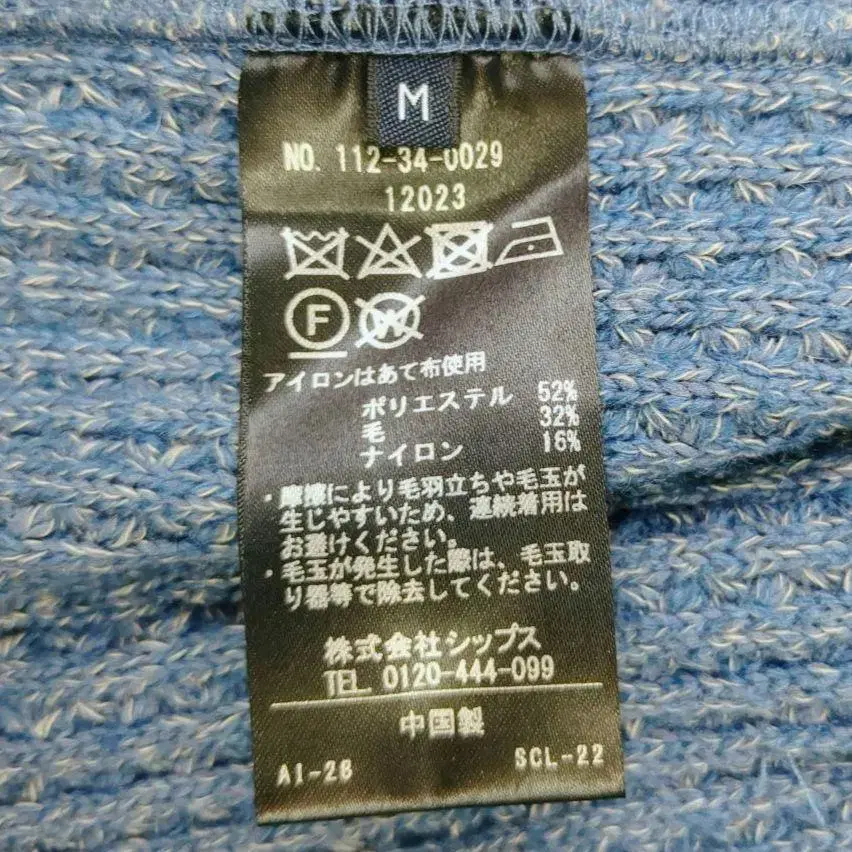 M
NO. 112-34-0029
12023
F
W
アイロンはあて布使用
ポリエステル 52%
毛 32%
ナイロン 16%
・摩擦により毛羽立ちや毛玉が
生じやすいため、連続着用は
お避けください。
・毛玉が発生した際は、毛玉取
り器等で除去してください。
株式会社シップス
TEL 0120-444-099
中国製
AI-26 SCL-22